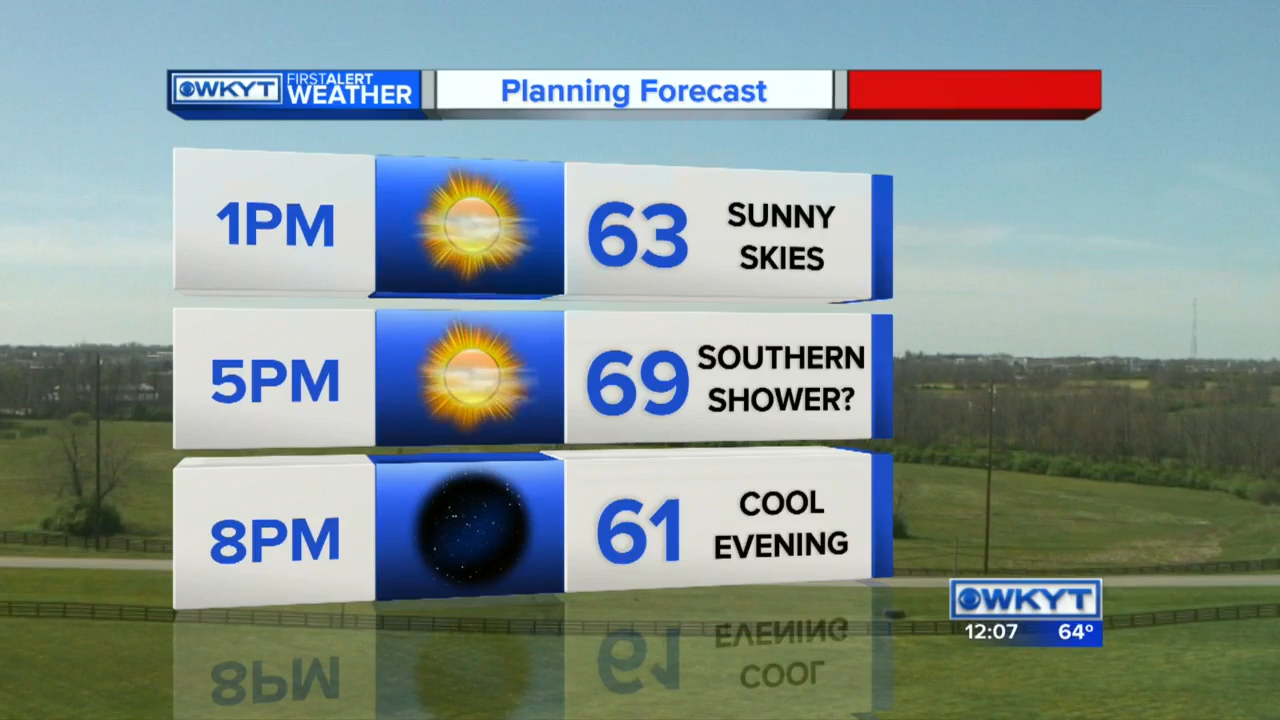 WKYT FIRST ALERT
WEATHER
Planning Forecast
1PM
63
SUNNY
SKIES
5PM
69
SOUTHERN
SHOWER?
8PM
61
COOL
EVENING
WKYT
12:07 64°